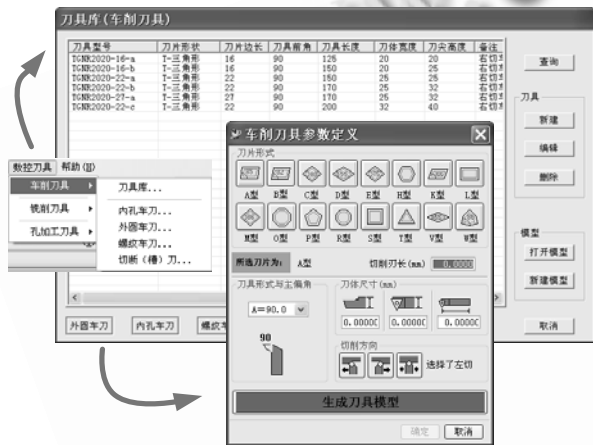 刀具库(车削刀具)
刀具型号 刀片形状 刀片边长 刀具前角 刀具长度 刀体宽度 刀尖高度 备注
TGNR2020-16-a T-三角形 16 90 125 20 20 右切
TGNR2020-16-b T-三角形 16 90 150 20 25 右切
TGNR2020-22-a T-三角形 22 90 150 25 25 右切
TGNR2020-22-b T-三角形 22 90 170 25 32 右切
TGNR2020-27-a T-三角形 27 90 170 25 32 右切
TGNR2020-22-c T-三角形 22 90 200 32 40 右切
查询
刀具
新建
编辑
删除
模型
打开模型
新建模型
取消
外圆车刀 内孔车刀 螺纹车
数控刀具 帮助(H)
车削刀具
铣削刀具
孔加工刀具
刀具库...
内孔车刀...
外圆车刀...
螺纹车刀...
切断(槽)刀...
车削刀具参数定义
刀片形式
A型 B型 C型 D型 E型 H型 K型 L型
M型 O型 P型 R型 S型 T型 V型 W型
所选刀片为: A型 切削刃长(mm) 0.0000
刀具形式与主偏角
A=90.0
90
刀体尺寸(mm)
0.0000 0.0000 0.0000
切削方向
选择了左切
生成刀具模型
确定 取消